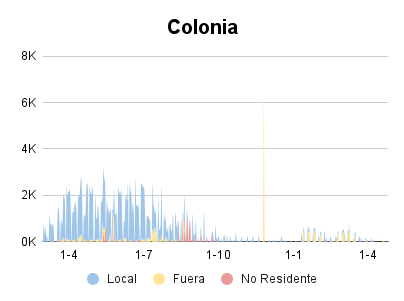 Colonia
8K
6K
4K
2K
0K
1-4 1-7 1-10 1-1 1-4
Local Fuera No Residente